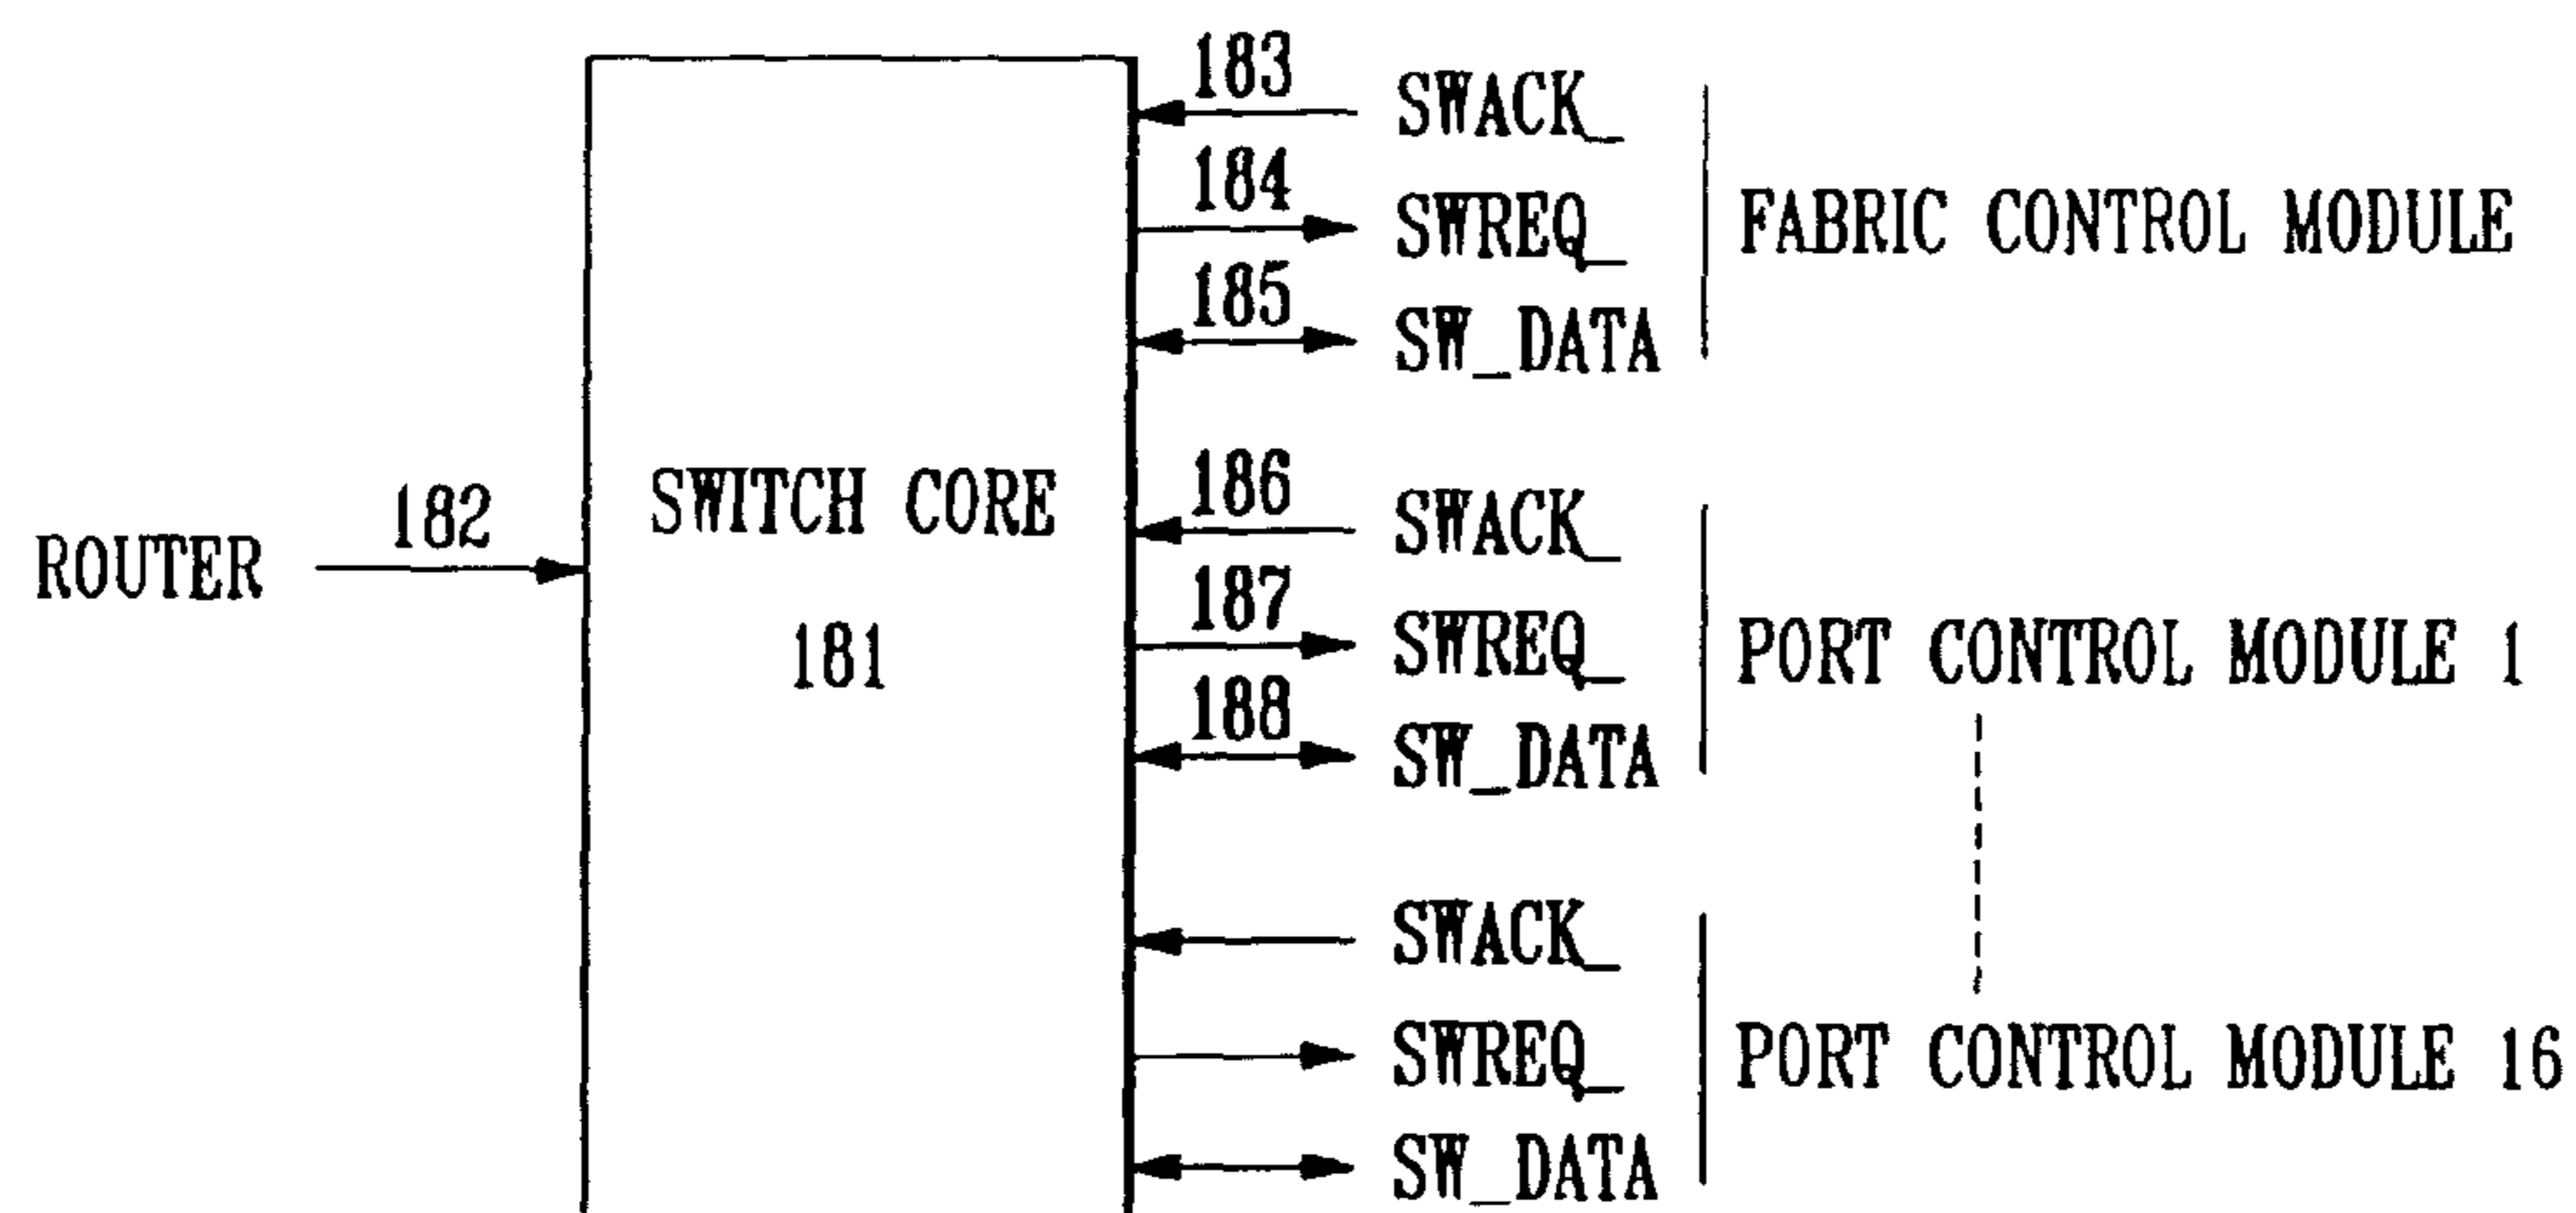 183
SWACK_
184
SWREQ_
FABRIC CONTROL MODULE
185
SW_DATA
ROUTER
182
SWITCH CORE
181
186
SWACK_
187
SWREQ_
PORT CONTROL MODULE 1
188
SW_DATA
SWACK_
SWREQ_
PORT CONTROL MODULE 16
SW_DATA